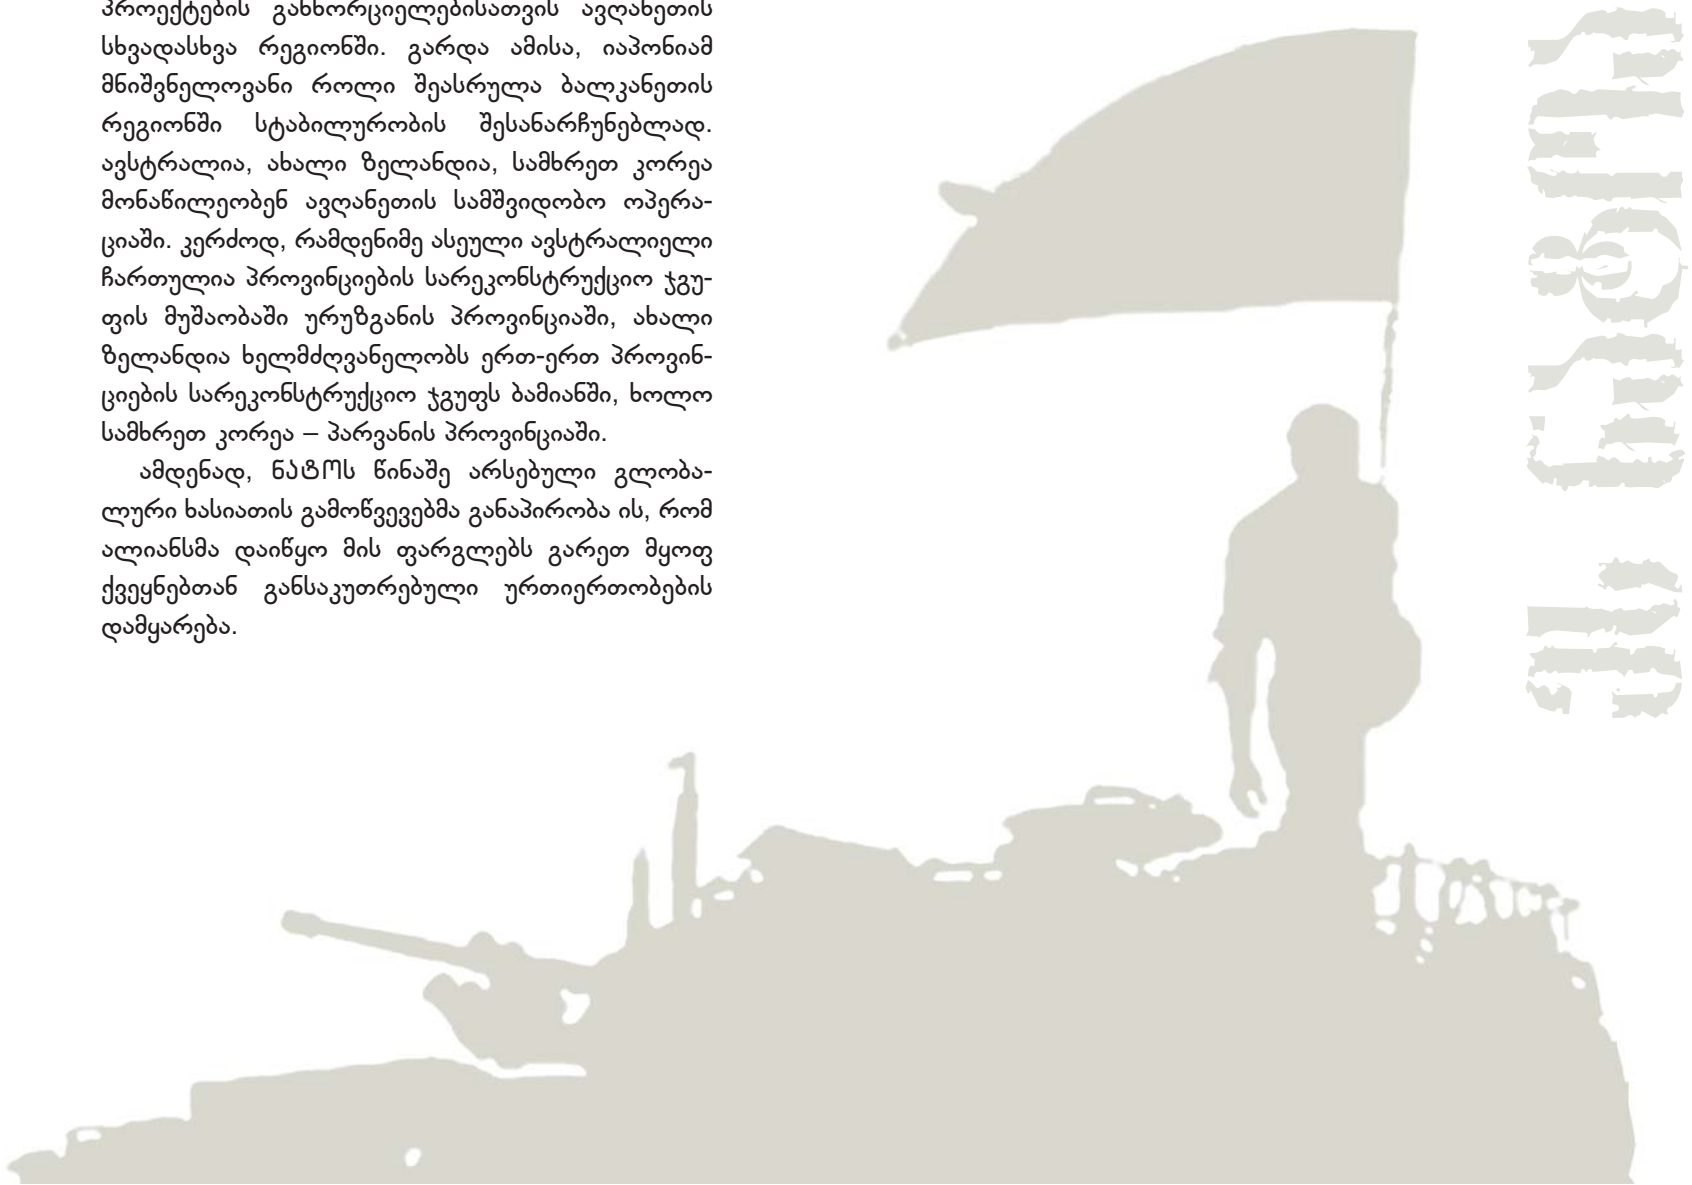 პროექტების განხორციელებისათვის ავღანეთის
სხვადასხვა რეგიონში. გარდა ამისა, იაპონიამ
მნიშვნელოვანი როლი შეასრულა ბალკანეთის
რეგიონში სტაბილურობის შესანარჩუნებლად.
ავსტრალია, ახალი ზელანდია, სამხრეთ კორეა
მონაწილეობენ ავღანეთის სამშვიდობო ოპერა-
ციაში. კერძოდ, რამდენიმე ასეული ავსტრალიელი
ჩართულია პროვინციების სარეკონსტრუქციო ჯგუ-
ფის მუშაობაში ურუზგანის პროვინციაში, ახალი
ზელანდია ხელმძღვანელობს ერთ-ერთ პროვინ-
ციების სარეკონსტრუქციო ჯგუფს ბამიანში, ხოლო
სამხრეთ კორეა – პარვანის პროვინციაში.
ამდენად, ნატოს წინაშე არსებული გლობა-
ლური ხასიათის გამოწვევებმა განაპირობა ის, რომ
ალიანსმა დაიწყო მის ფარგლებს გარეთ მყოფ
ქვეყნებთან განსაკუთრებული ურთიერთობების
დამყარება.